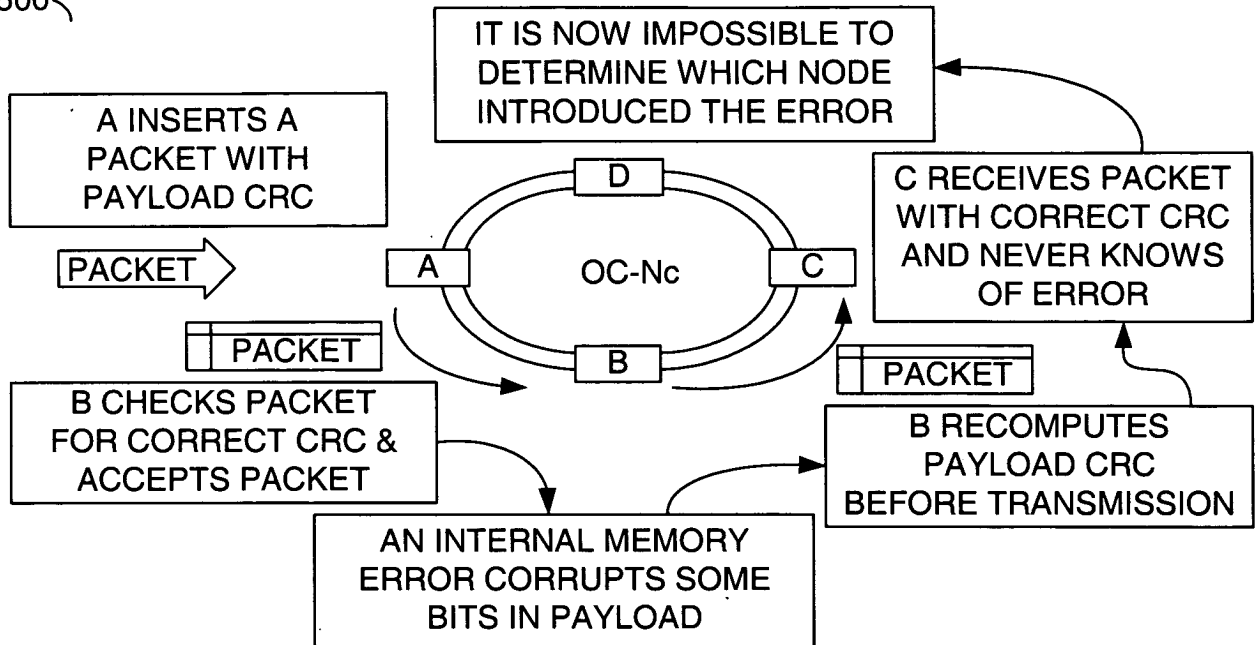 IT IS NOW IMPOSSIBLE TO
DETERMINE WHICH NODE
INTRODUCED THE ERROR
A INSERTS A
PACKET WITH
PAYLOAD CRC
C RECEIVES PACKET
WITH CORRECT CRC
AND NEVER KNOWS
OF ERROR
D
PACKET
A
OC-Nc
C
PACKET
B
PACKET
B CHECKS PACKET
FOR CORRECT CRC &
ACCEPTS PACKET
B RECOMPUTES
PAYLOAD CRC
BEFORE TRANSMISSION
AN INTERNAL MEMORY
ERROR CORRUPTS SOME
BITS IN PAYLOAD